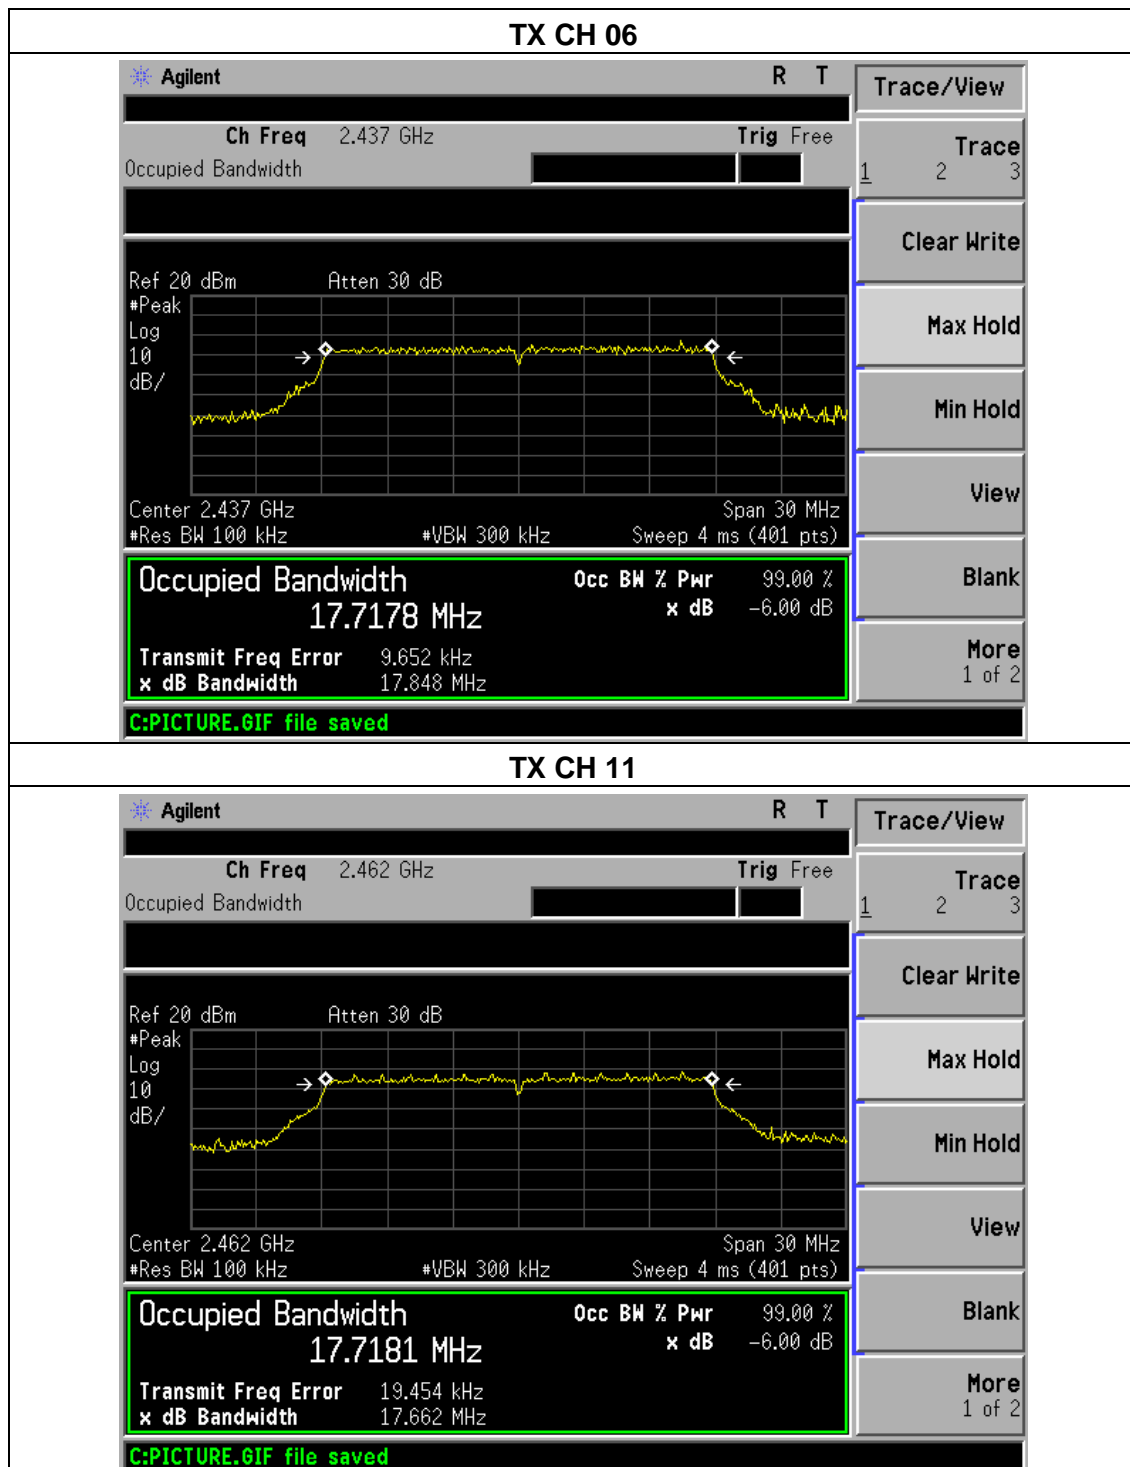 TX CH 06
Agilent R T
Trace/View
Ch Freq 2.437 GHz Trig Free
Occupied Bandwidth
Trace
1 2 3
Clear Write
Ref 20 dBm Atten 30 dB
#Peak
Log
10
dB/
Max Hold
Min Hold
View
Center 2.437 GHz Span 30 MHz
#Res BW 100 kHz #VBW 300 kHz Sweep 4 ms (401 pts)
Occupied Bandwidth Occ BW % Pwr 99.00 %
17.7178 MHz x dB -6.00 dB
Blank
Transmit Freq Error 9.652 kHz
x dB Bandwidth 17.848 MHz
More
1 of 2
C:PICTURE.GIF file saved
TX CH 11
Agilent R T
Trace/View
Ch Freq 2.462 GHz Trig Free
Occupied Bandwidth
Trace
1 2 3
Clear Write
Ref 20 dBm Atten 30 dB
#Peak
Log
10
dB/
Max Hold
Min Hold
View
Center 2.462 GHz Span 30 MHz
#Res BW 100 kHz #VBW 300 kHz Sweep 4 ms (401 pts)
Occupied Bandwidth Occ BW % Pwr 99.00 %
17.7181 MHz x dB -6.00 dB
Blank
Transmit Freq Error 19.454 kHz
x dB Bandwidth 17.662 MHz
More
1 of 2
C:PICTURE.GIF file saved